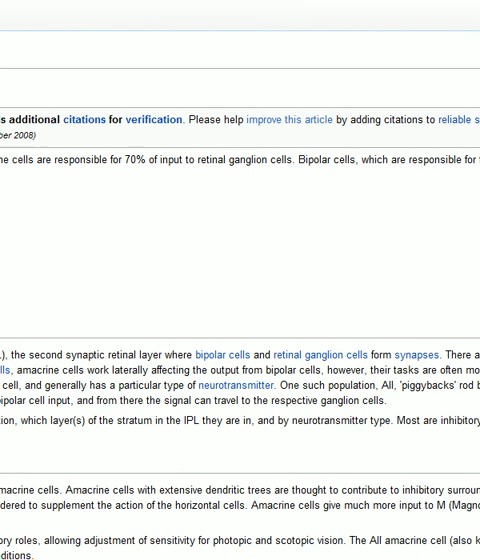 s additional citations for verification. Please help improve this article by adding citations to reliable s
ber 2008)
ne cells are responsible for 70% of input to retinal ganglion cells. Bipolar cells, which are responsible for
), the second synaptic retinal layer where bipolar cells and retinal ganglion cells form synapses. There a
lls, amacrine cells work laterally affecting the output from bipolar cells, however, their tasks are often mo
cell, and generally has a particular type of neurotransmitter. One such population, AII, 'piggybacks' rod b
bipolar cell input, and from there the signal can travel to the respective ganglion cells.
tion, which layer(s) of the stratum in the IPL they are in, and by neurotransmitter type. Most are inhibitory
macrine cells. Amacrine cells with extensive dendritic trees are thought to contribute to inhibitory surroun
dered to supplement the action of the horizontal cells. Amacrine cells give much more input to M (Magno
ory roles, allowing adjustment of sensitivity for photopic and scotopic vision. The AII amacrine cell (also k
ditions.